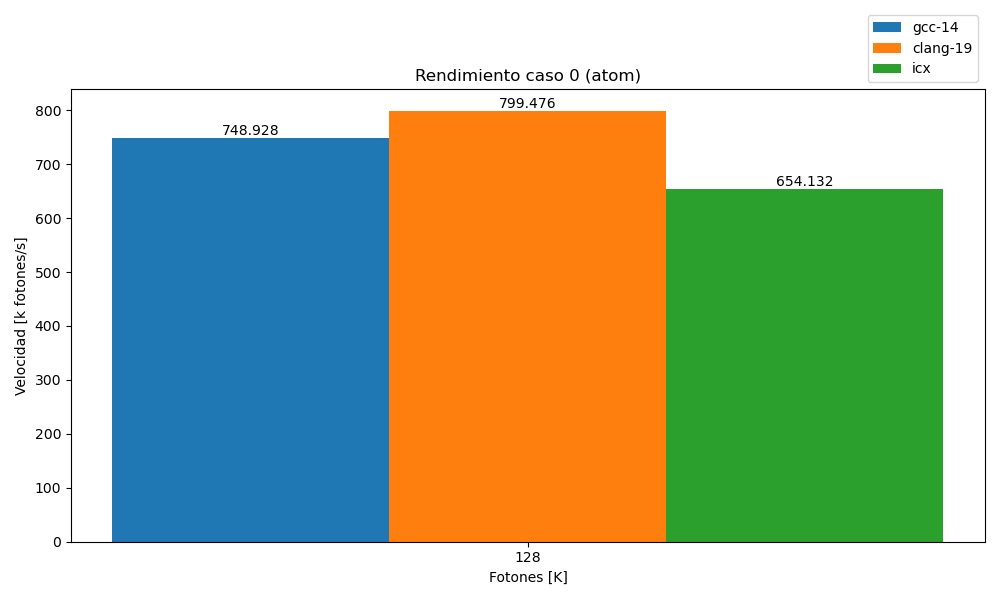 gcc-14
clang-19
icx
Rendimiento caso 0 (atom)
Velocidad [k fotones/s]
800
700
600
500
400
300
200
100
0
748.928
799.476
654.132
128
Fotones [K]